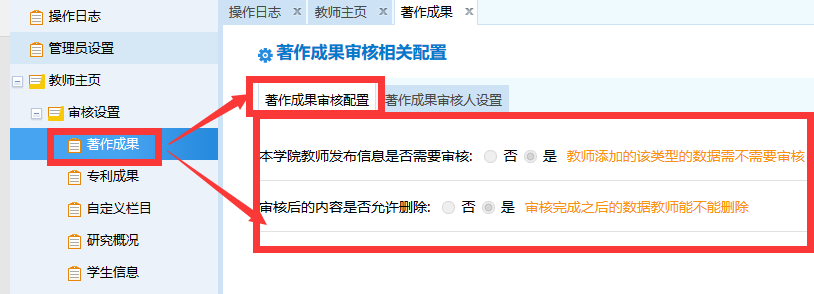 操作日志
管理员设置
教师主页
审核设置
著作成果
专利成果
自定义栏目
研究概况
学生信息
操作日志 x 教师主页 x 著作成果 x
著作成果审核相关配置
著作成果审核配置 著作成果审核人设置
本学院教师发布信息是否需要审核: 否 是 教师添加的该类型的数据需不需要审核
审核后的内容是否允许删除: 否 是 审核完成之后的数据教师能不能删除